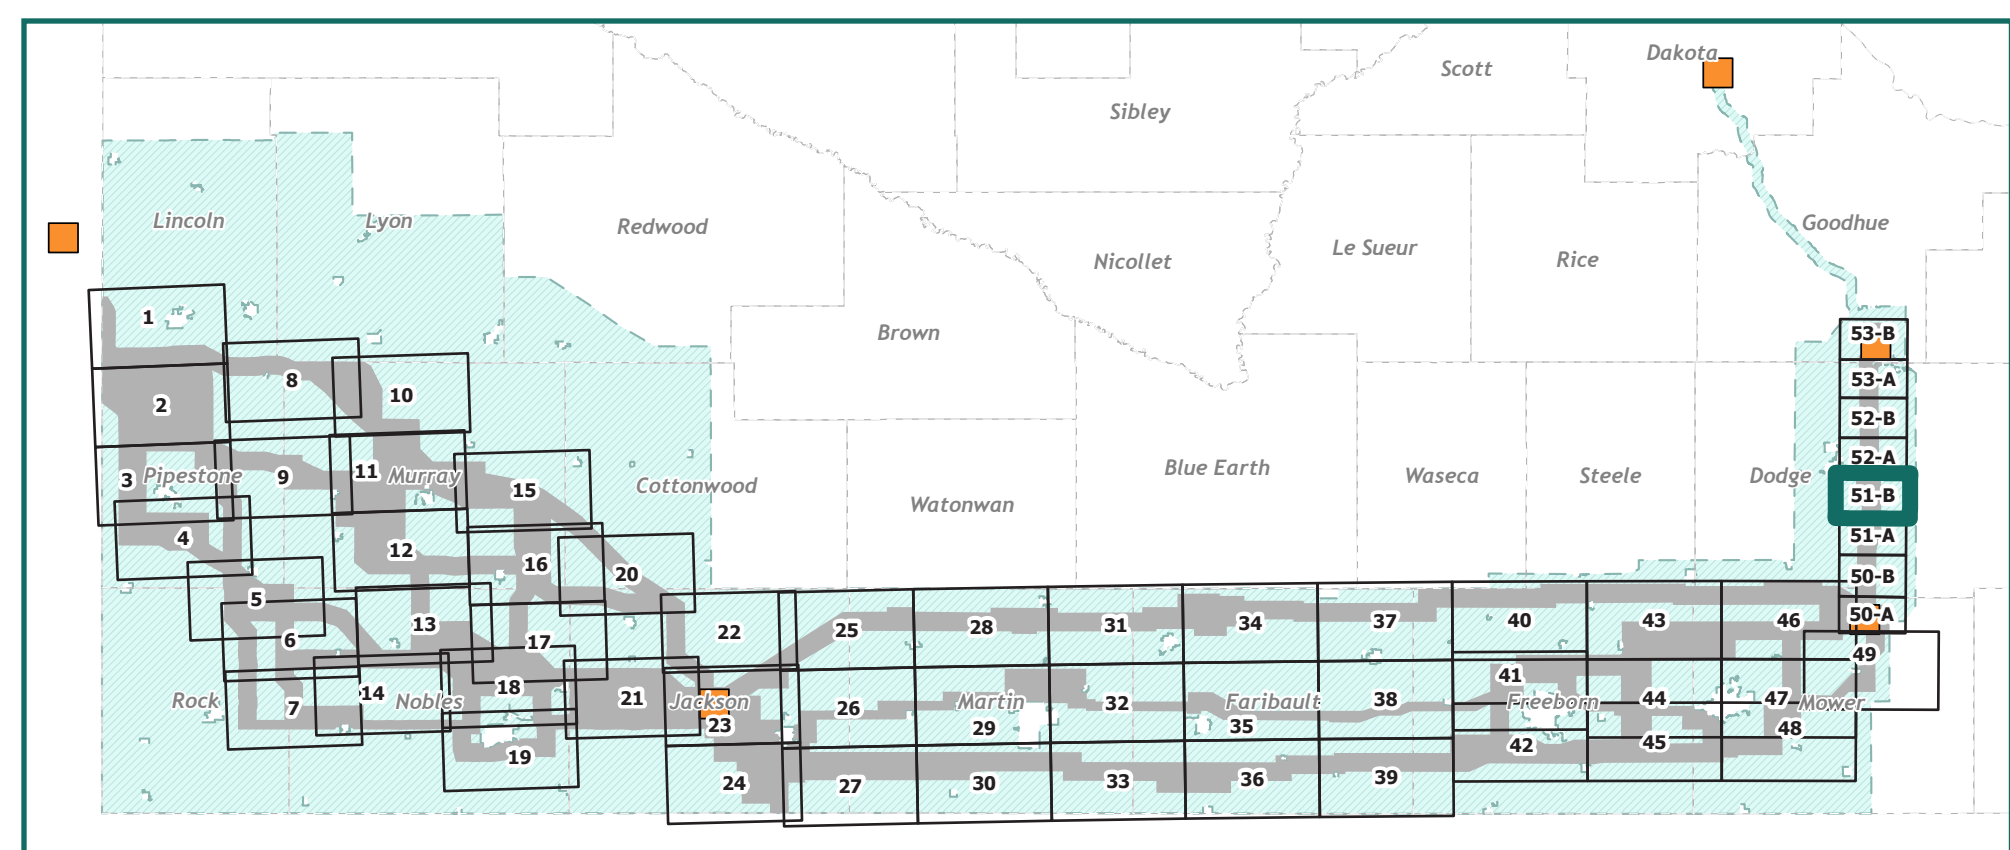 Dakota
Scott
Sibley
Lincoln
Lyon
Redwood
Goodhue
Le Sueur
Rice
Nicollet
1
Brown
53-B
8
53-A
10
2
52-B
52-A
11
Blue Earth
3
Pipestone
9
Murray
Waseca
Steele
Dodge
Cottonwood
15
51-B
Watonwan
4
51-A
12
16
20
50-B
5
50-A
6
13
17
22
25
28
31
34
37
40
43
46
49
41
18
14
7
Rock
Nobles
21
Jackson
23
26
Martin
29
32
Faribault
35
38
Freeborn
44
47
Mower
48
19
42
45
24
27
30
33
36
39